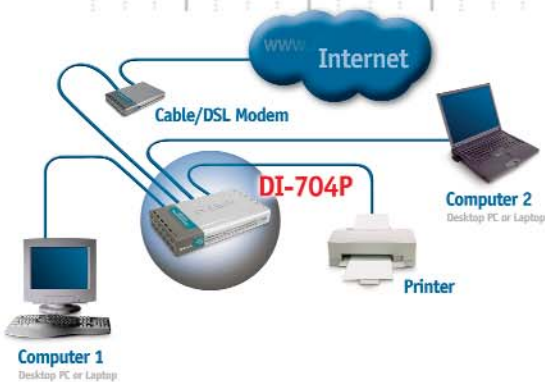 www Internet
Cable/DSL Modem
DI-704P
Computer 2
Desktop PC or Laptop
Printer
Computer 1
Desktop PC or Laptop